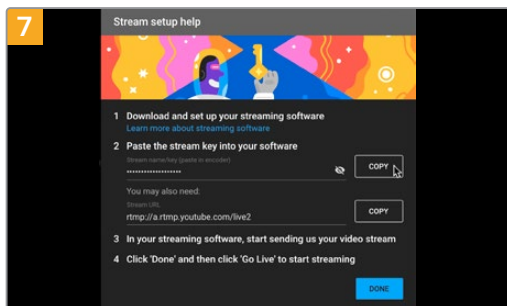 7
Stream setup help
1 Download and set up your streaming software
Learn more about streaming software
2 Paste the stream key into your software
Stream name/key (paste in encoder)
••••••••••••••••••• COPY
You may also need:
Stream URL
rtmp://a.rtmp.youtube.com/live2 COPY
3 In your streaming software, start sending us your video stream
4 Click 'Done' and then click 'Go Live' to start streaming
DONE